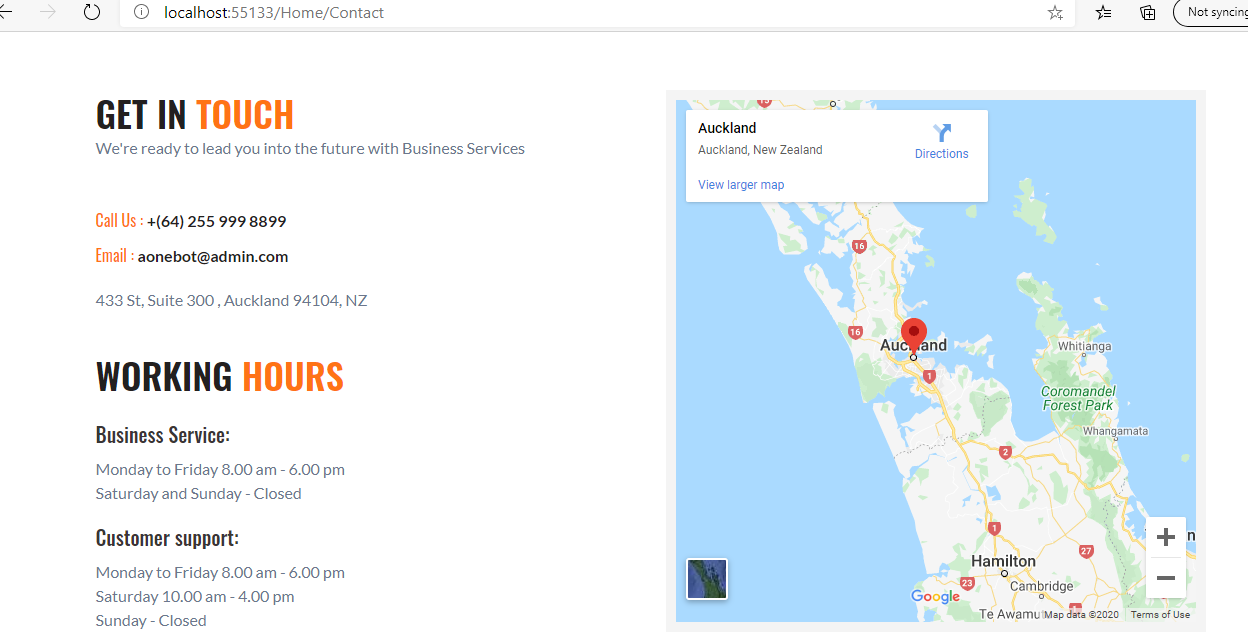 localhost:55133/Home/Contact
Not syncing
GET IN TOUCH
We're ready to lead you into the future with Business Services
Call Us : +(64) 255 999 8899
Email : aonebot@admin.com
433 St, Suite 300 , Auckland 94104, NZ
WORKING HOURS
Business Service:
Monday to Friday 8.00 am - 6.00 pm
Saturday and Sunday - Closed
Customer support:
Monday to Friday 8.00 am - 6.00 pm
Saturday 10.00 am - 4.00 pm
Sunday - Closed
Auckland
Auckland, New Zealand
Directions
View larger map
16
16
Auckland
1
Whitianga
Coromandel
Forest Park
Whangamata
2
1
27
Hamilton
Cambridge
23
Google
Te Awamu
Map data ©2020
Terms of Use